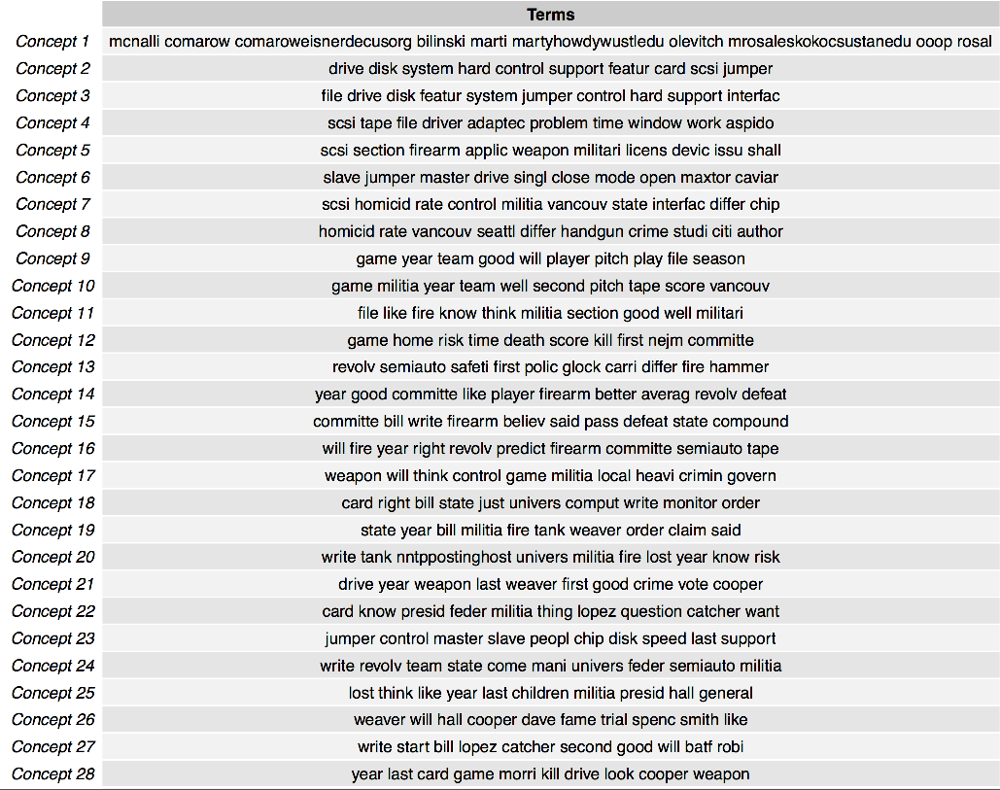 Terms
Concept 1 mcnalli comarow comaroweisnerdecusorg bilinski marti martyhowdywustledu olevitch mrosaleskokocsustanedu ooop rosal
Concept 2 drive disk system hard control support featur card scsi jumper
Concept 3 file drive disk featur system jumper control hard support interfac
Concept 4 scsi tape file driver adaptec problem time window work aspido
Concept 5 scsi section firearm applic weapon militari licens devic issu shall
Concept 6 slave jumper master drive singl close mode open maxtor caviar
Concept 7 scsi homicid rate control militia vancouv state interfac differ chip
Concept 8 homicid rate vancouv seattl differ handgun crime studi citi author
Concept 9 game year team good will player pitch play file season
Concept 10 game militia year team well second pitch tape score vancouv
Concept 11 file like fire know think militia section good well militari
Concept 12 game home risk time death score kill first nejm committe
Concept 13 revolv semiauto safeti first polic glock carri differ fire hammer
Concept 14 year good committe like player firearm better averag revolv defeat
Concept 15 committe bill write firearm believ said pass defeat state compound
Concept 16 will fire year right revolv predict firearm committe semiauto tape
Concept 17 weapon will think control game militia local heavi crimin govern
Concept 18 card right bill state just univers comput write monitor order
Concept 19 state year bill militia fire tank weaver order claim said
Concept 20 write tank nntppostinghost univers militia fire lost year know risk
Concept 21 drive year weapon last weaver first good crime vote cooper
Concept 22 card know presid feder militia thing lopez question catcher want
Concept 23 jumper control master slave peopl chip disk speed last support
Concept 24 write revolv team state come mani univers feder semiauto militia
Concept 25 lost think like year last children militia presid hall general
Concept 26 weaver will hall cooper dave fame trial spenc smith like
Concept 27 write start bill lopez catcher second good will batf robi
Concept 28 year last card game morri kill drive look cooper weapon